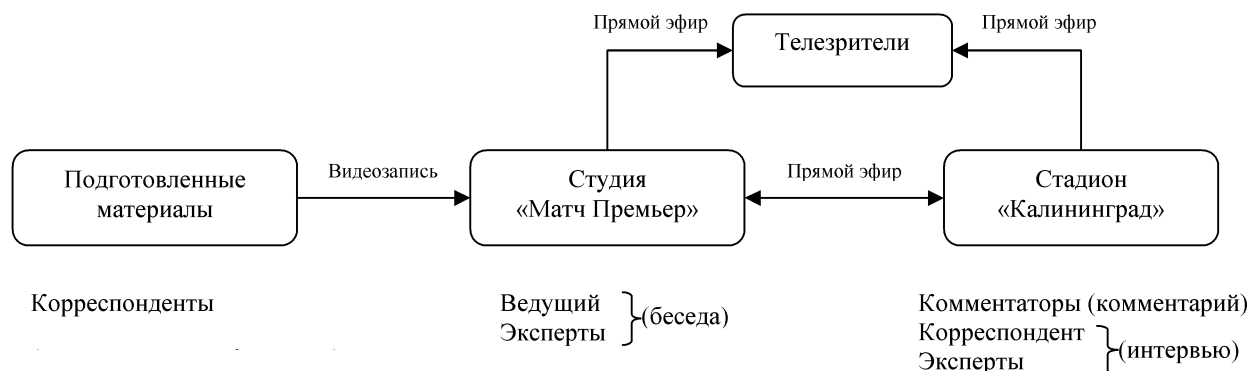 Прямой эфир
Прямой эфир
Телезрители
Подготовленные
материалы
Видеозапись
Студия
«Матч Премьер»
Прямой эфир
Стадион
«Калининград»
Корреспонденты
Ведущий
Эксперты
(беседа)
Комментаторы (комментарий)
Корреспондент
Эксперты
(интервью)